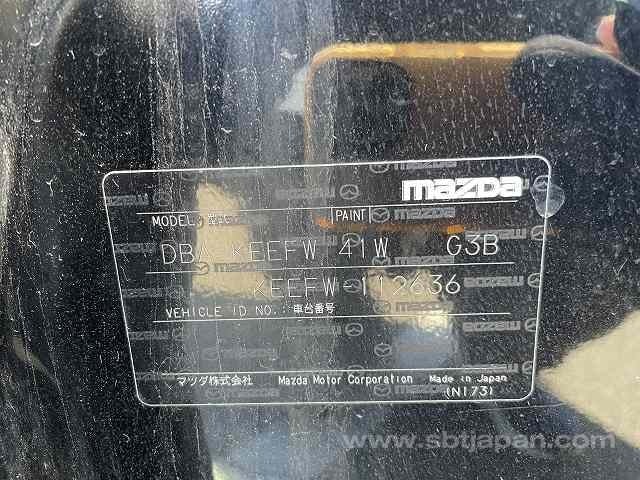 mazda
MODEL: 型式 PAINT
DBA KEEFW 41W G3B
KEEFW-112636
VEHICLE ID NO.: 車台番号
マツダ株式会社 Mazda Motor Corporation Made in Japan
(N173)
www.sbtjapan.com